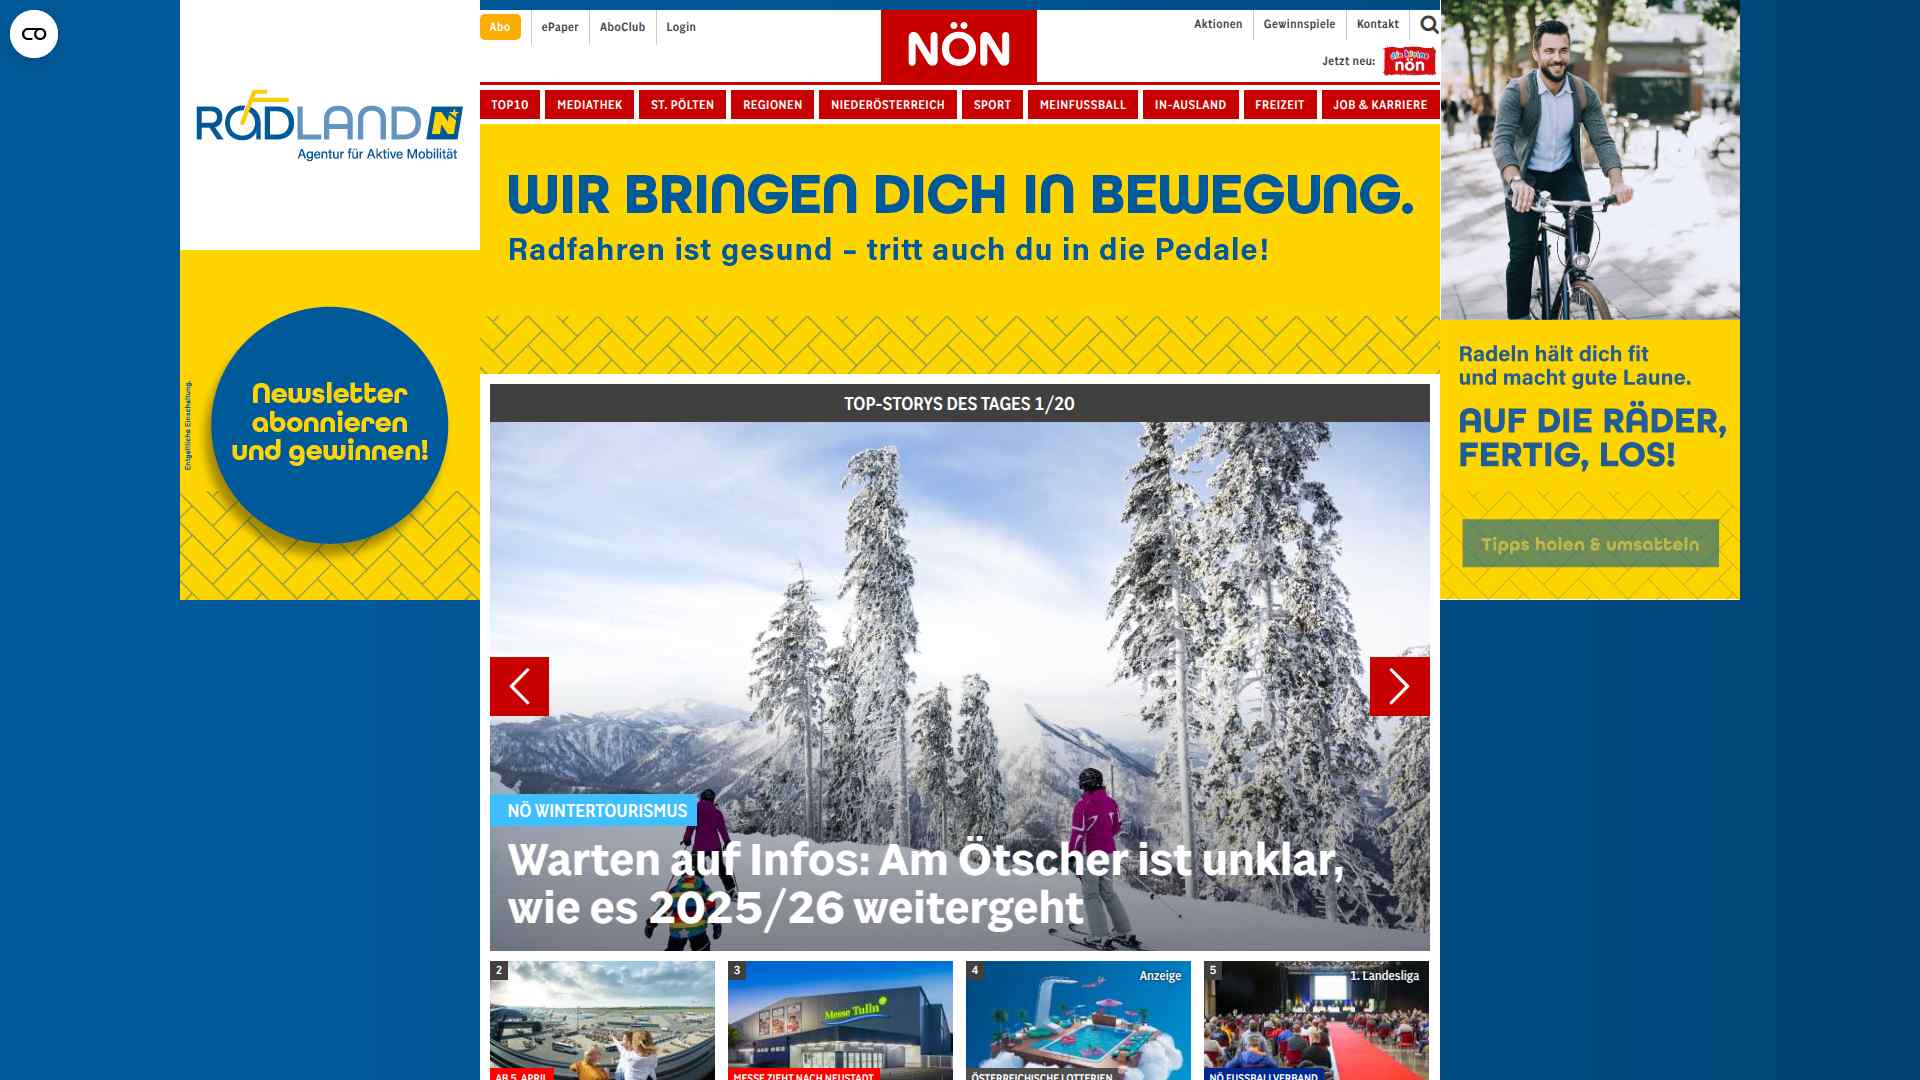 Abo
ePaper
AboClub
Login
NÖN
Aktionen
Gewinnspiele
Kontakt
Jetzt neu:
die kleine
nön
TOP10
MEDIATHEK
ST. PÖLTEN
REGIONEN
NIEDERÖSTERREICH
SPORT
MEINFUSSBALL
IN-AUSLAND
FREIZEIT
JOB & KARRIERE
RADLAND N
Agentur für Aktive Mobilität
WIR BRINGEN DICH IN BEWEGUNG.
Radfahren ist gesund – tritt auch du in die Pedale!
Entgeltliche Einschaltung.
Newsletter
abonnieren
und gewinnen!
Radeln hält dich fit
und macht gute Laune.
AUF DIE RÄDER,
FERTIG, LOS!
Tipps holen & umsatteln
TOP-STORYS DES TAGES 1/20
NÖ WINTERTOURISMUS
Warten auf Infos: Am Ötscher ist unklar,
wie es 2025/26 weitergeht
2
AB 5. APRIL
3
Messe Tulln
MESSE ZIEHT NACH NEUSTADT
4
Anzeige
ÖSTERREICHISCHE LOTTERIEN
5
1. Landesliga
NÖ FUSSBALLVERBAND